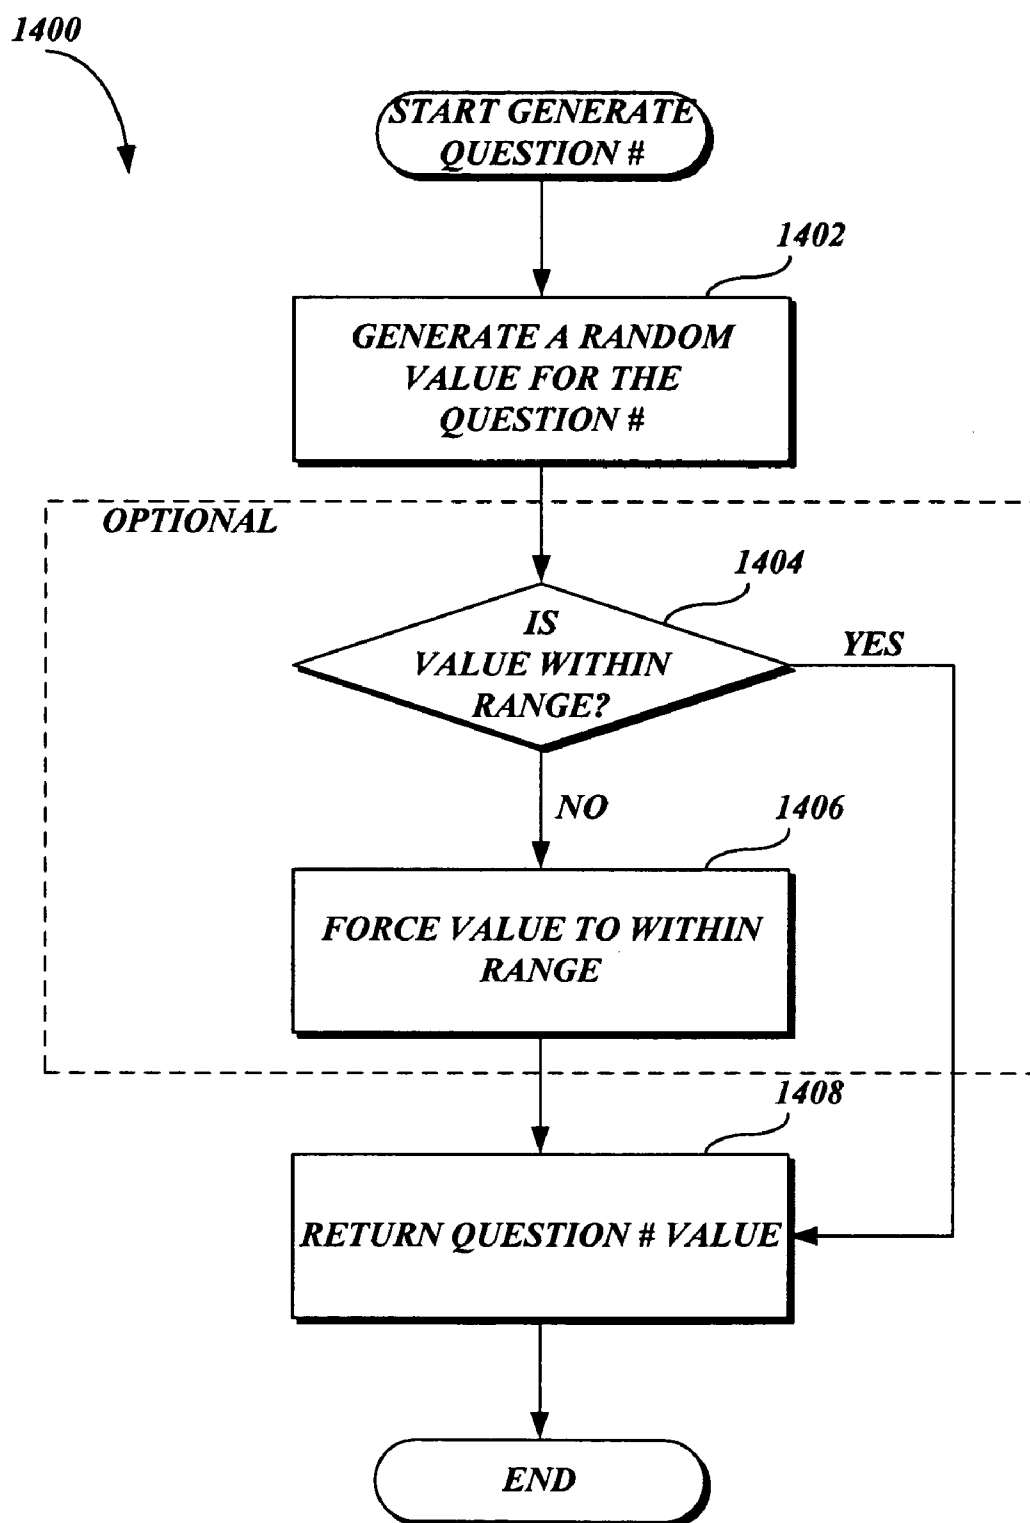 1400
START GENERATE
QUESTION #
1402
GENERATE A RANDOM
VALUE FOR THE
QUESTION #
OPTIONAL
1404
IS
VALUE WITHIN
RANGE?
YES
NO
1406
FORCE VALUE TO WITHIN
RANGE
1408
RETURN QUESTION # VALUE
END